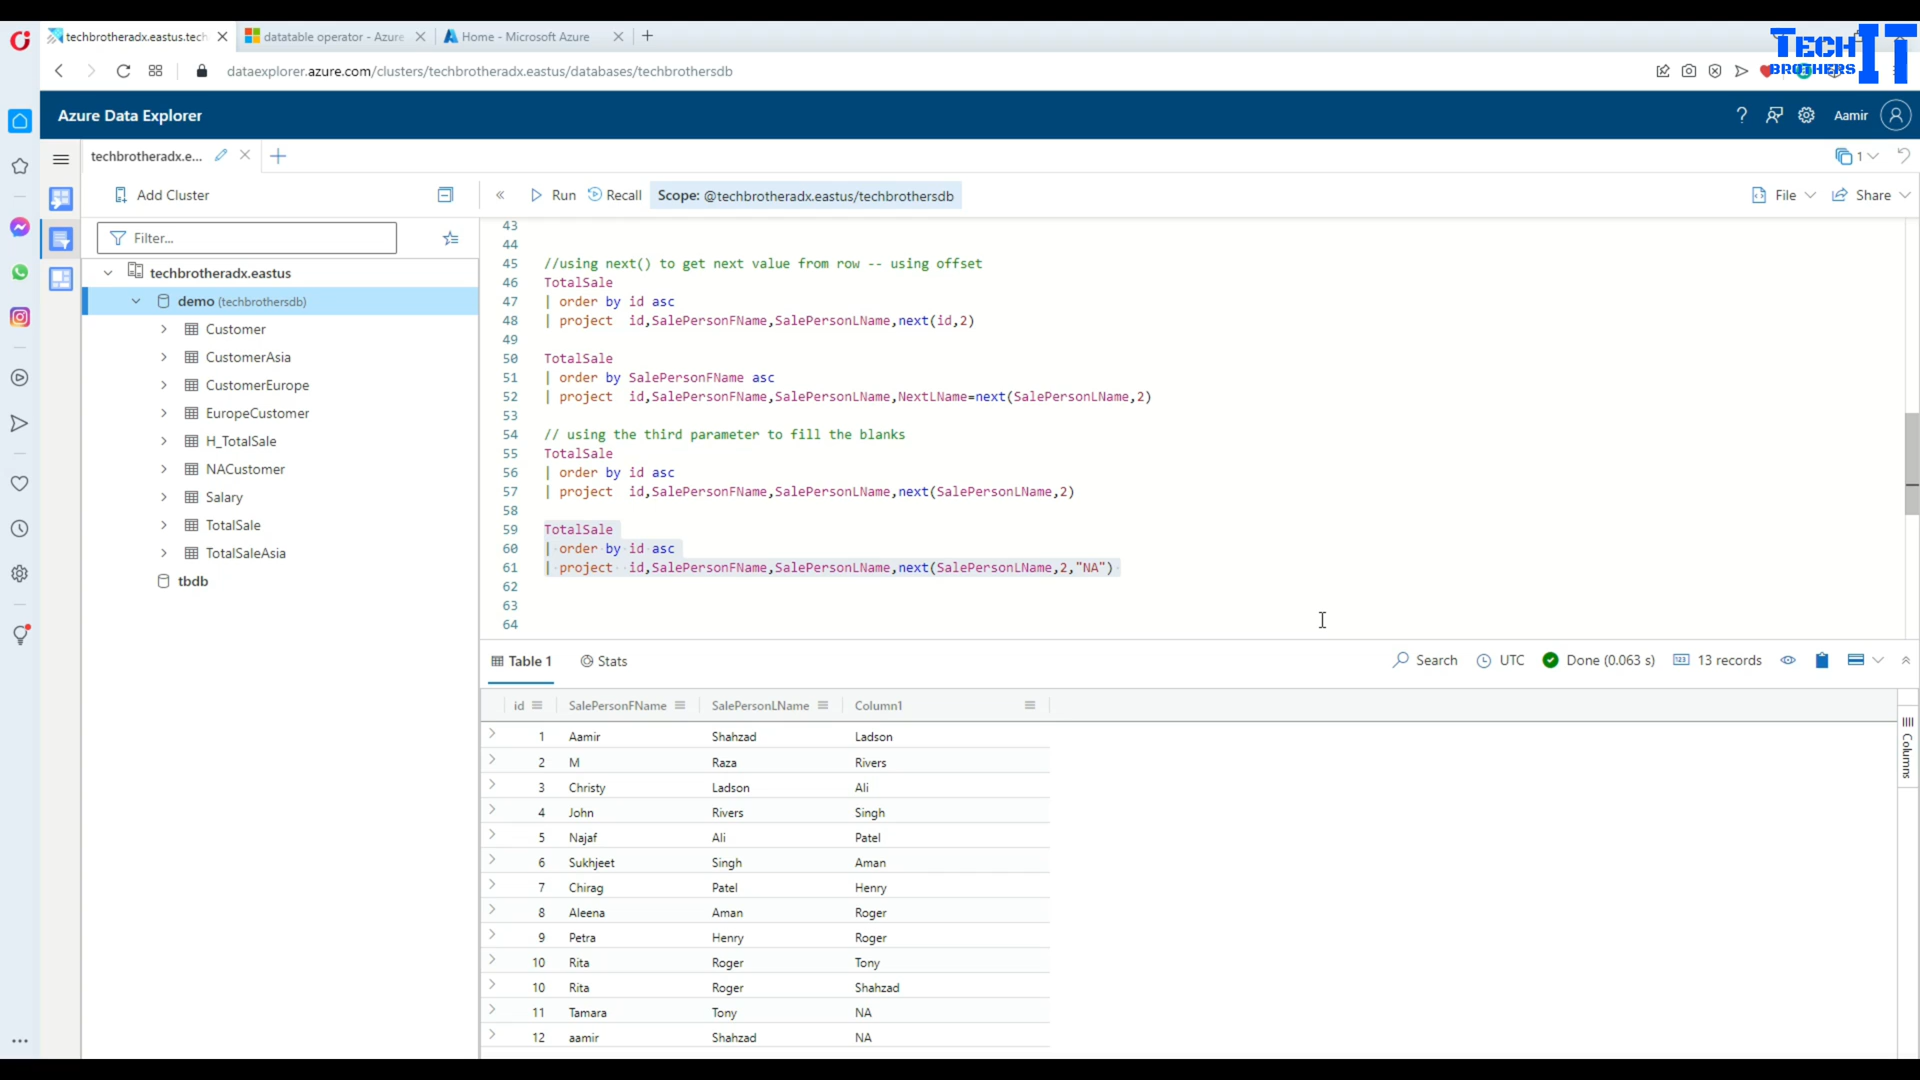 techbrotheradx.eastus.tech
datatable operator - Azure
Home - Microsoft Azure
TECH
BROTHERS
IT
dataexplorer.azure.com/clusters/techbrotheradx.eastus/databases/techbrothersdb
Azure Data Explorer
Aamir
techbrotheradx.e...
1
Add Cluster
Run
Recall
Scope: @techbrotheradx.eastus/techbrothersdb
File
Share
Filter...
techbrotheradx.eastus
demo (techbrothersdb)
Customer
CustomerAsia
CustomerEurope
EuropeCustomer
H_TotalSale
NACustomer
Salary
TotalSale
TotalSaleAsia
tbdb
43
44
45 //using next() to get next value from row -- using offset
46 TotalSale
47 | order by id asc
48 | project  id,SalePersonFName,SalePersonLName,next(id,2)
49
50 TotalSale
51 | order by SalePersonFName asc
52 | project  id,SalePersonFName,SalePersonLName,NextLName=next(SalePersonLName,2)
53
54 // using the third parameter to fill the blanks
55 TotalSale
56 | order by id asc
57 | project  id,SalePersonFName,SalePersonLName,next(SalePersonLName,2)
58
59 TotalSale
60 | order by id asc
61 | project  id,SalePersonFName,SalePersonLName,next(SalePersonLName,2,"NA")
62
63
64
Table 1 Stats Search UTC Done (0.063 s) 13 records
id SalePersonFName SalePersonLName Column1
1 Aamir Shahzad Ladson
2 M Raza Rivers
3 Christy Ladson Ali
4 John Rivers Singh
5 Najaf Ali Patel
6 Sukhjeet Singh Aman
7 Chirag Patel Henry
8 Aleena Aman Roger
9 Petra Henry Roger
10 Rita Roger Tony
10 Rita Roger Shahzad
11 Tamara Tony NA
12 aamir Shahzad NA
Columns